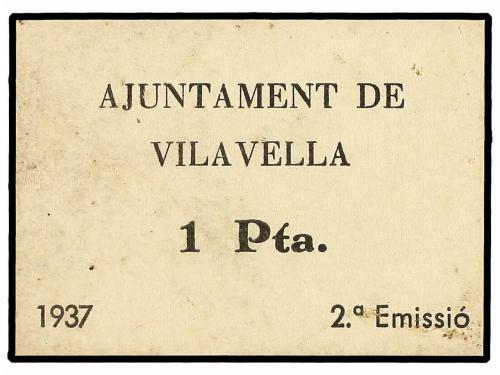 AJUNTAMENT DE
VILAVELLA
1 Pta.
1937 2.ª Emissió